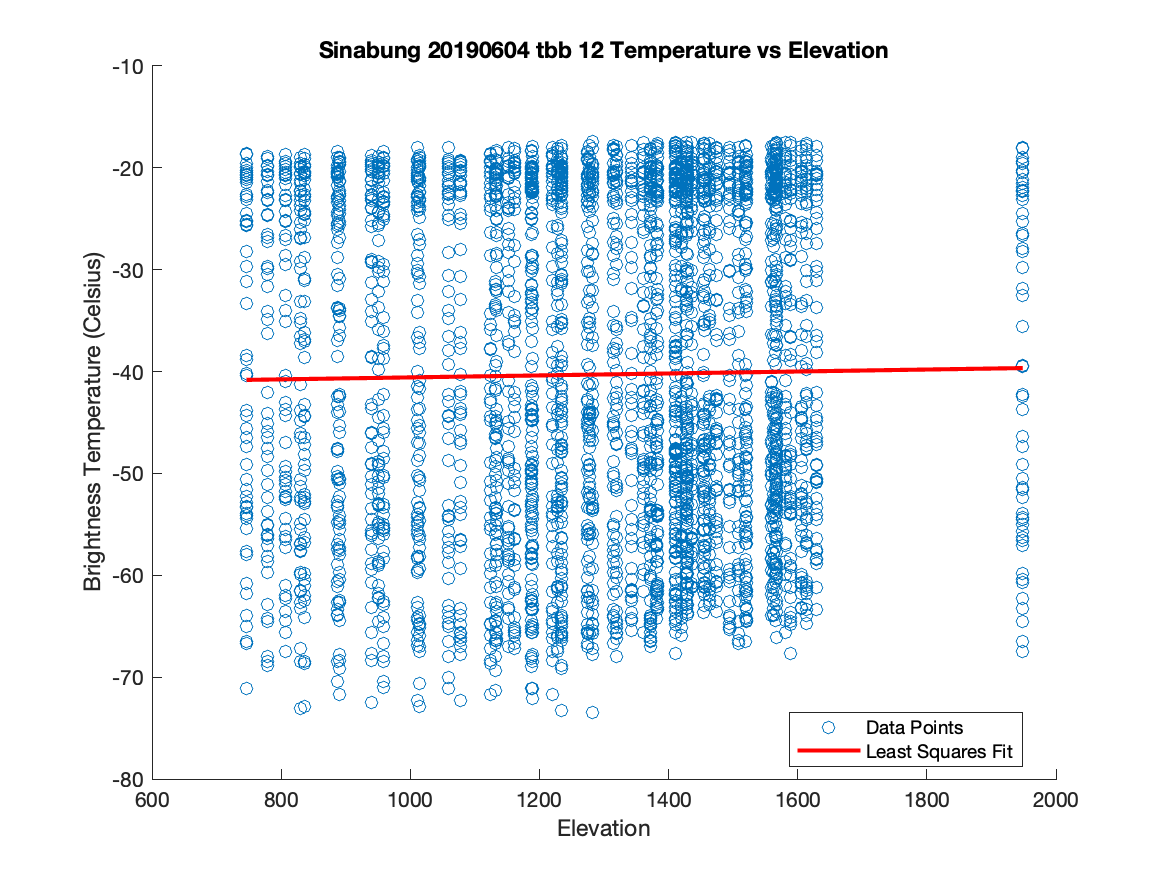 Sinabung 20190604 tbb 12 Temperature vs Elevation
-10
-20
-30
-40
-50
-60
-70
-80
Brightness Temperature (Celsius)
Data Points
Least Squares Fit
600 800 1000 1200 1400 1600 1800 2000
Elevation